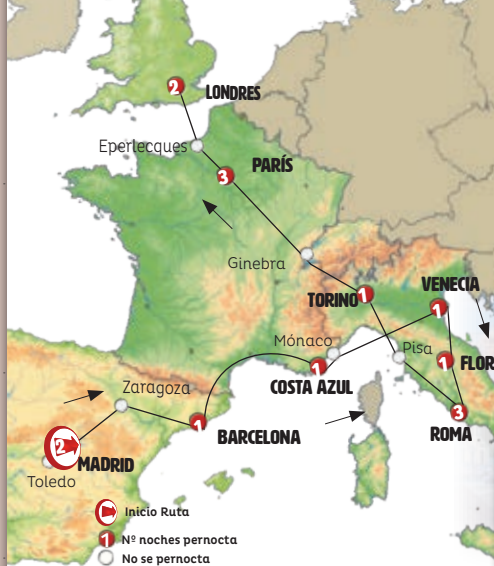 2 LONDRES
Eperlecques
3 PARÍS
Ginebra
TORINO 1
VENECIA
1
Mónaco
Pisa
1 FLOR
1
COSTA AZUL
Zaragoza
3
ROMA
1
BARCELONA
2 MADRID
Toledo
Inicio Ruta
1 Nº noches pernocta
No se pernocta